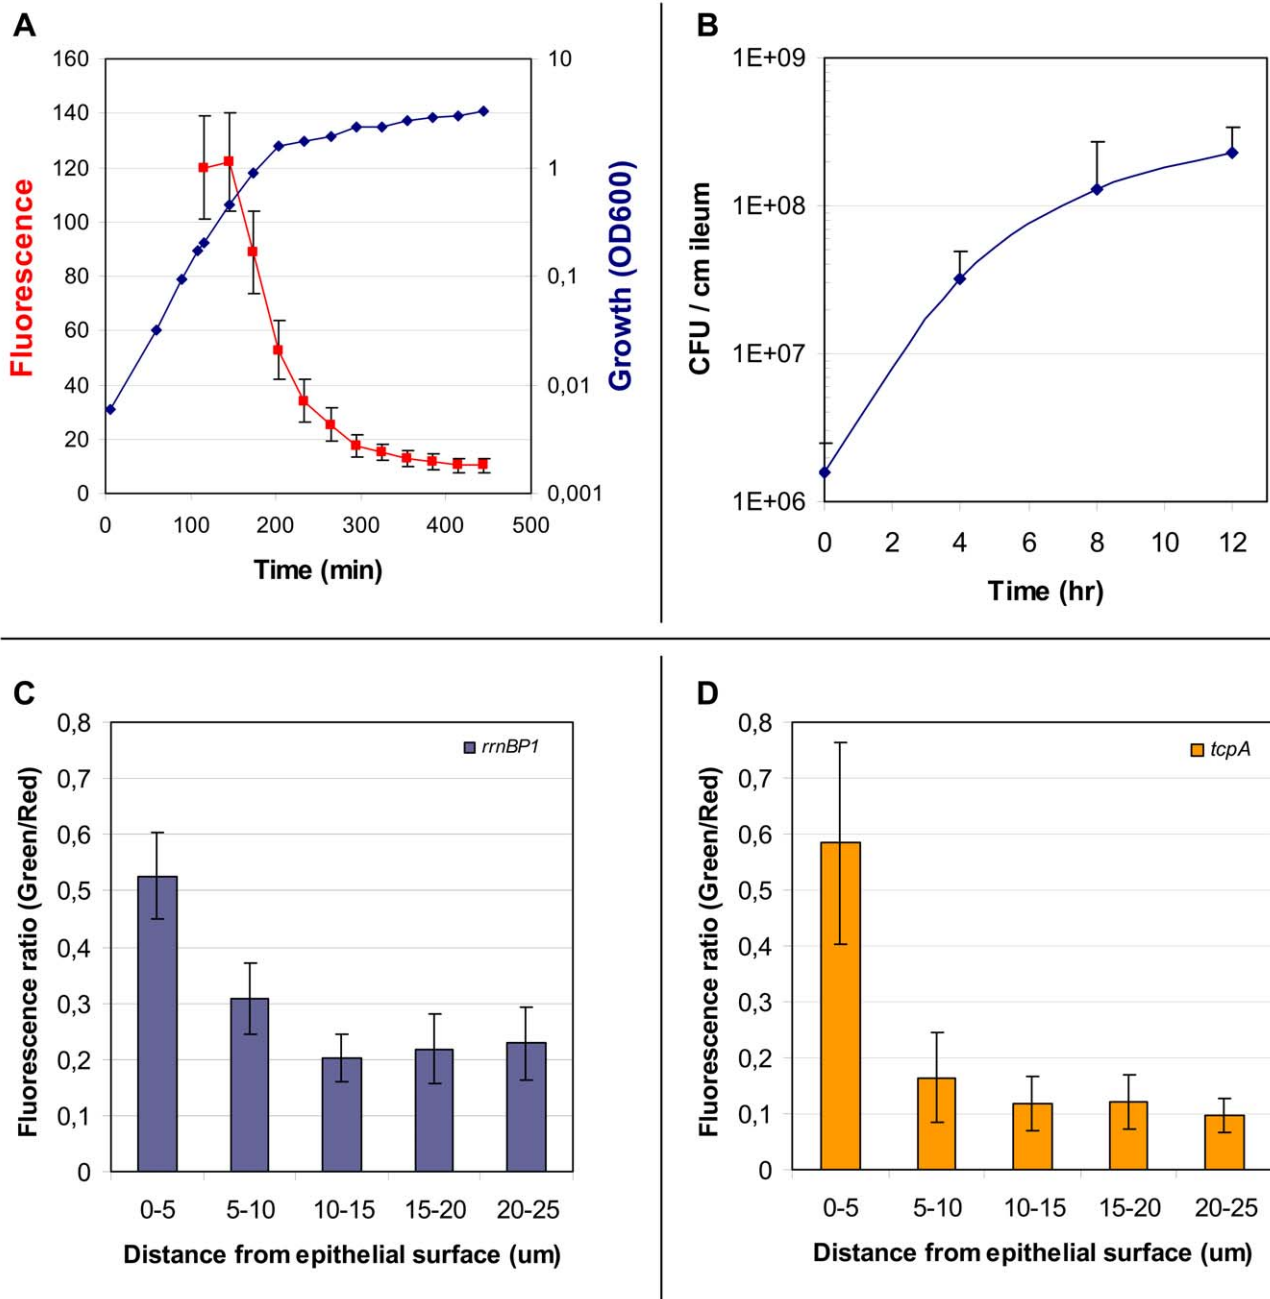 A
160
140
120
100
80
60
40
20
0
Fluorescence
10
1
0,1
0,01
0,001
Growth (OD600)
0 100 200 300 400 500
Time (min)
B
1E+09
1E+08
1E+07
1E+06
CFU / cm ileum
0 2 4 6 8 10 12
Time (hr)
C
0,8
0,7
0,6
0,5
0,4
0,3
0,2
0,1
0
Fluorescence ratio (Green/Red)
rrnBP1
0-5 5-10 10-15 15-20 20-25
Distance from epithelial surface (um)
D
0,8
0,7
0,6
0,5
0,4
0,3
0,2
0,1
0
Fluorescence ratio (Green/Red)
tcpA
0-5 5-10 10-15 15-20 20-25
Distance from epithelial surface (um)